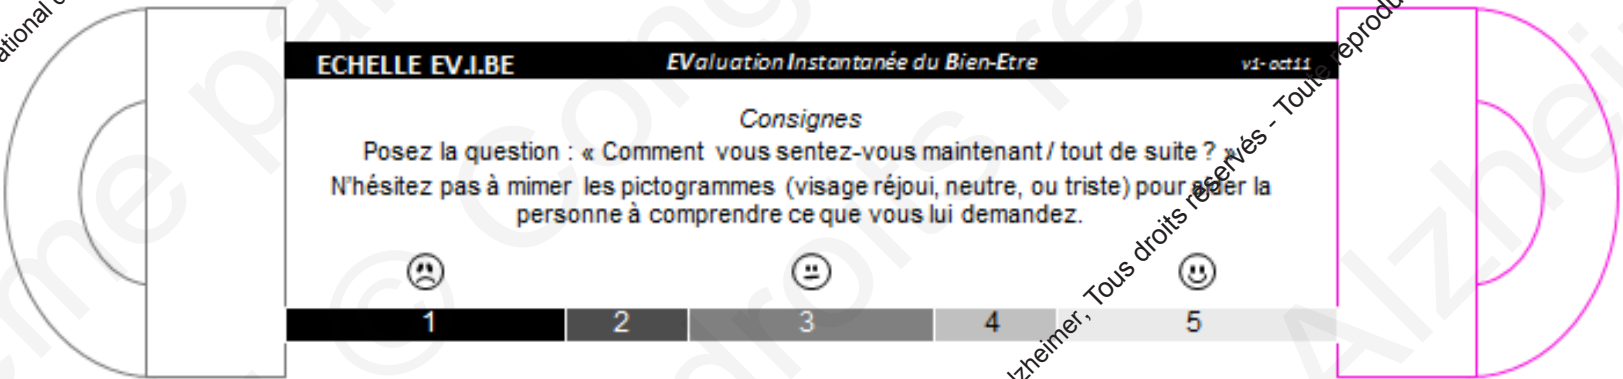 ECHELLE EV.I.BE EValuation Instantanée du Bien-Etre v1- oct11
Consignes
Posez la question : « Comment vous sentez-vous maintenant / tout de suite ? »
N'hésitez pas à mimer les pictogrammes (visage réjoui, neutre, ou triste) pour aider la
personne à comprendre ce que vous lui demandez.
1 2 3 4 5
Alzheimer, Tous droits réservés - Toute reprodu